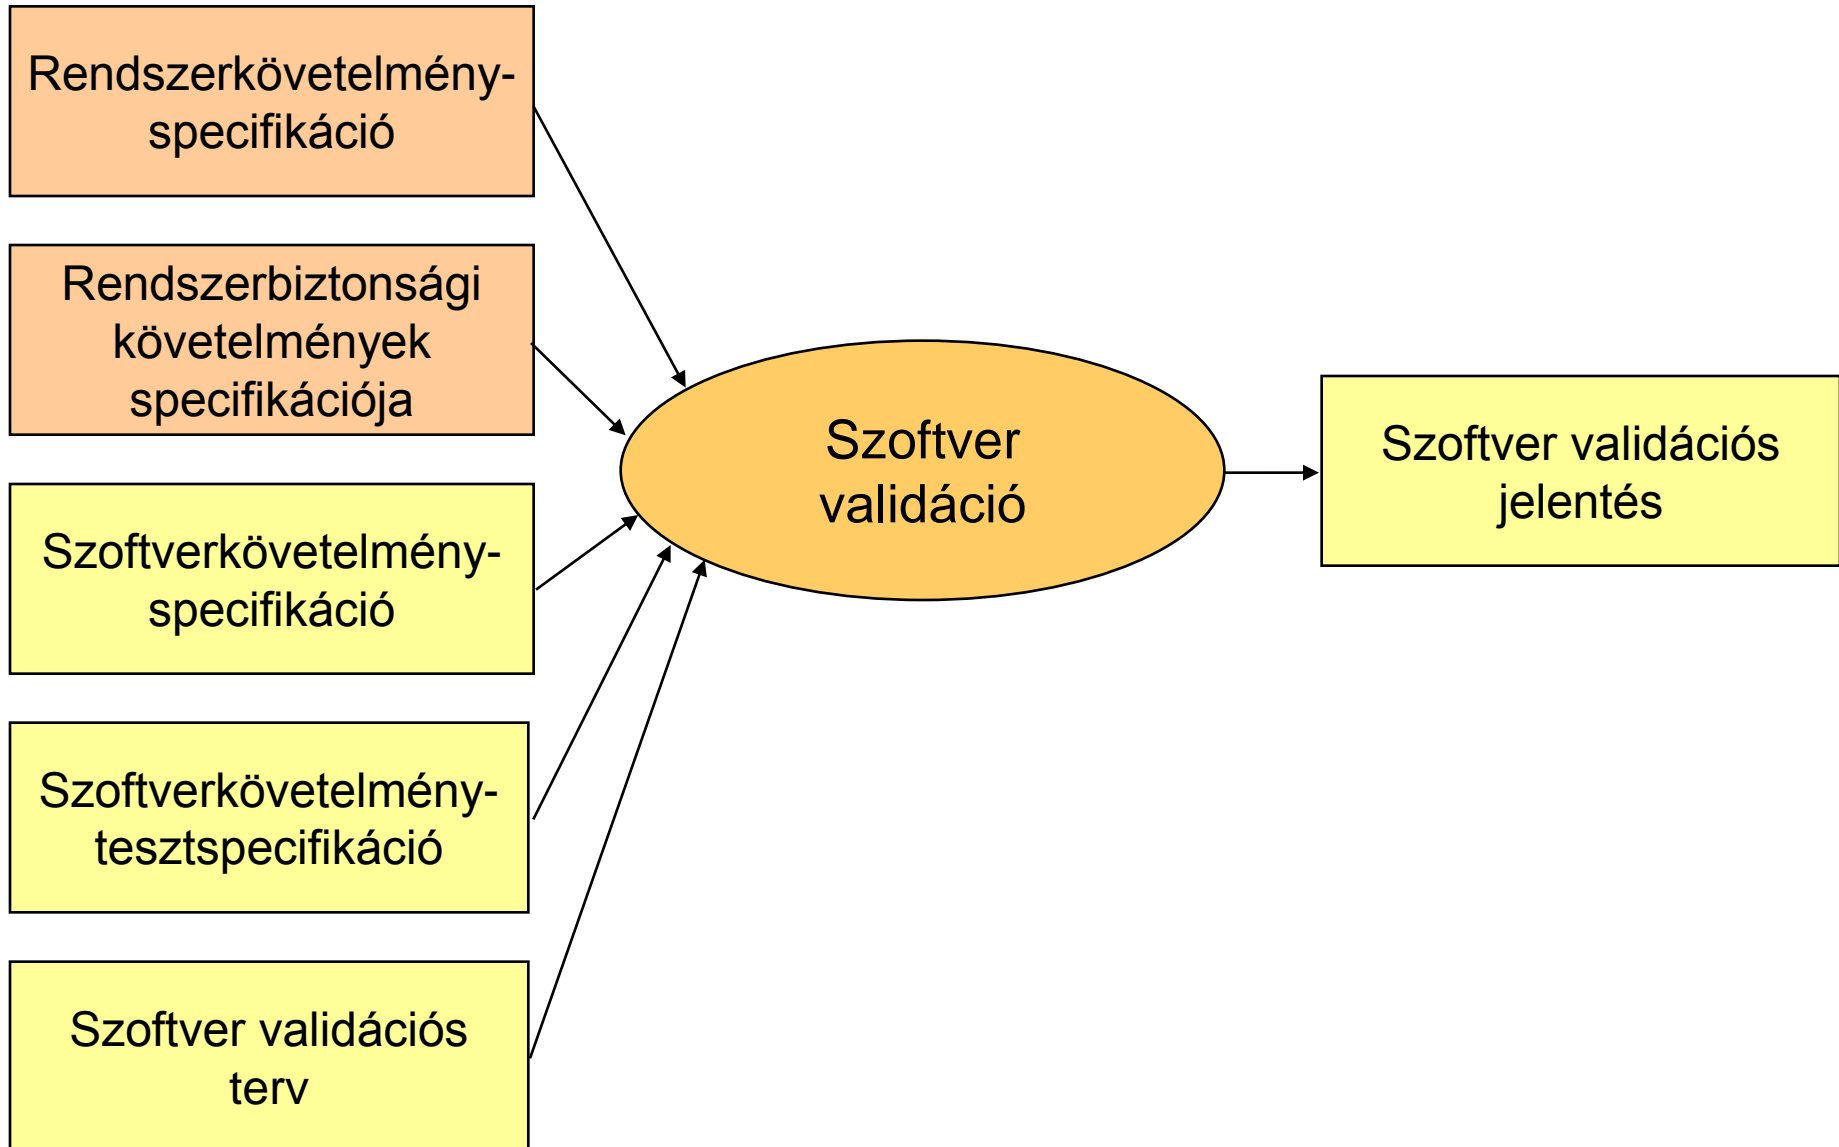 Rendszerkövetelmény-
specifikáció
Rendszerbiztonsági
követelmények
specifikációja
Szoftverkövetelmény-
specifikáció
Szoftverkövetelmény-
tesztspecifikáció
Szoftver validációs
terv
Szoftver
validáció
Szoftver validációs
jelentés